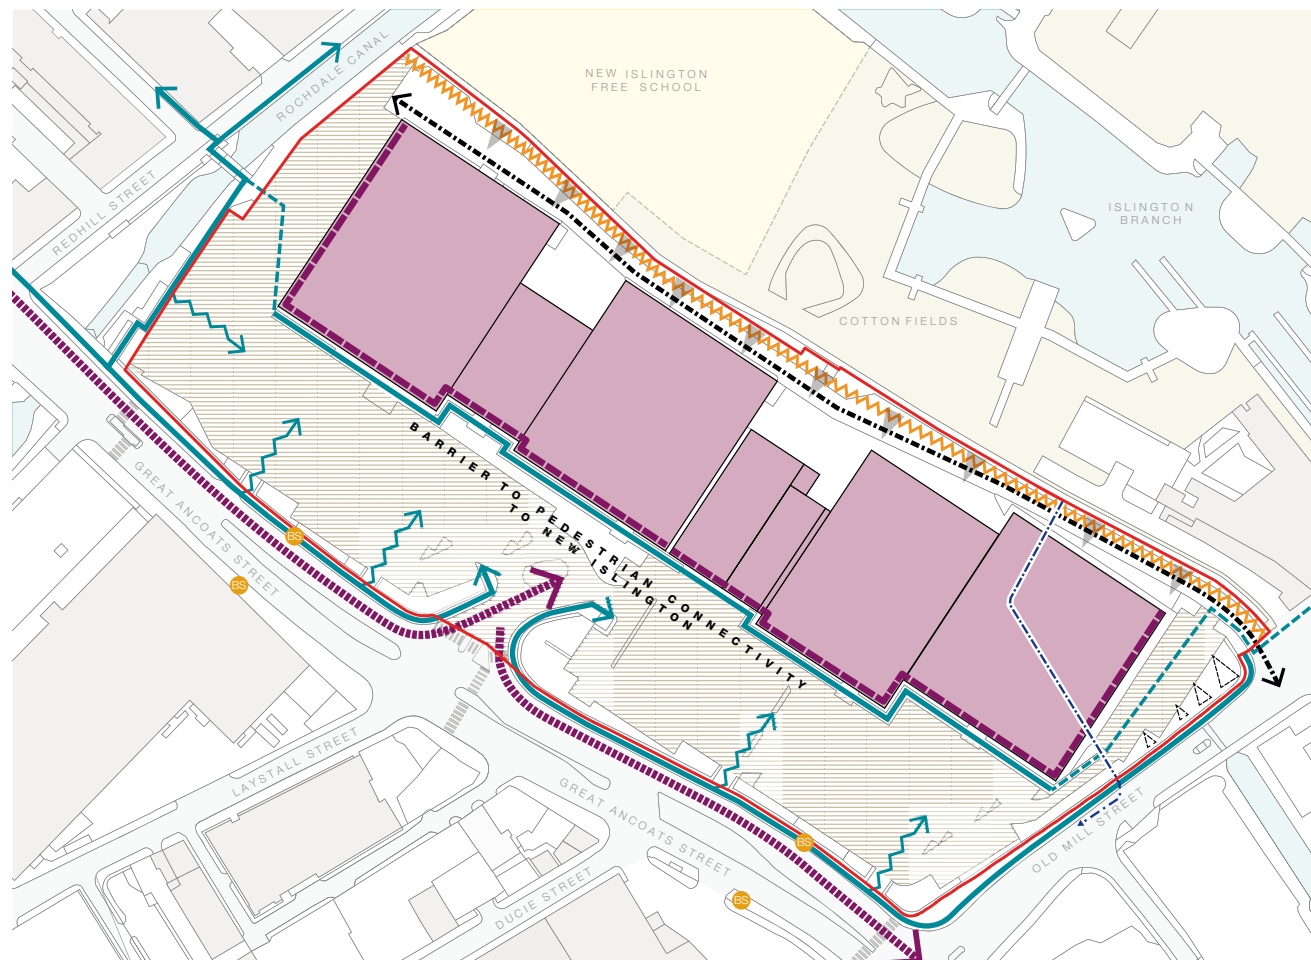 ROCHDALE CANAL
NEW ISLINGTON
FREE SCHOOL
REDHILL STREET
ISLINGTON
BRANCH
COTTON FIELDS
BARRIER TO PEDESTRIAN CONNECTIVITY
TO NEW ISLINGTON
GREAT ANCOATS STREET
BS
BS
LAYSTALL STREET
GREAT ANCOATS STREET
BS
BS
OLD MILL STREET
DUCIE STREET